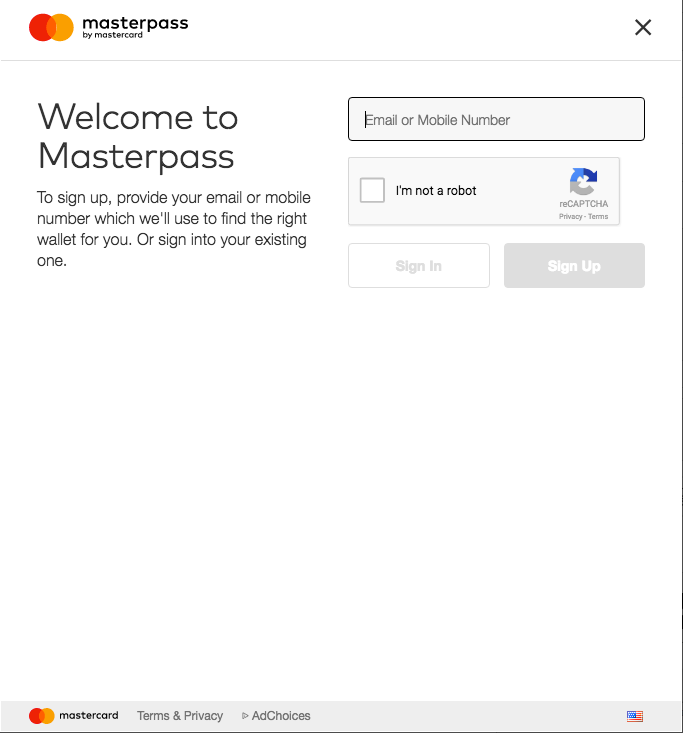 masterpass
by mastercard
Welcome to
Masterpass
To sign up, provide your email or mobile
number which we'll use to find the right
wallet for you. Or sign into your existing
one.
Email or Mobile Number
I'm not a robot
reCAPTCHA
Privacy - Terms
Sign In
Sign Up
mastercard
Terms & Privacy
AdChoices